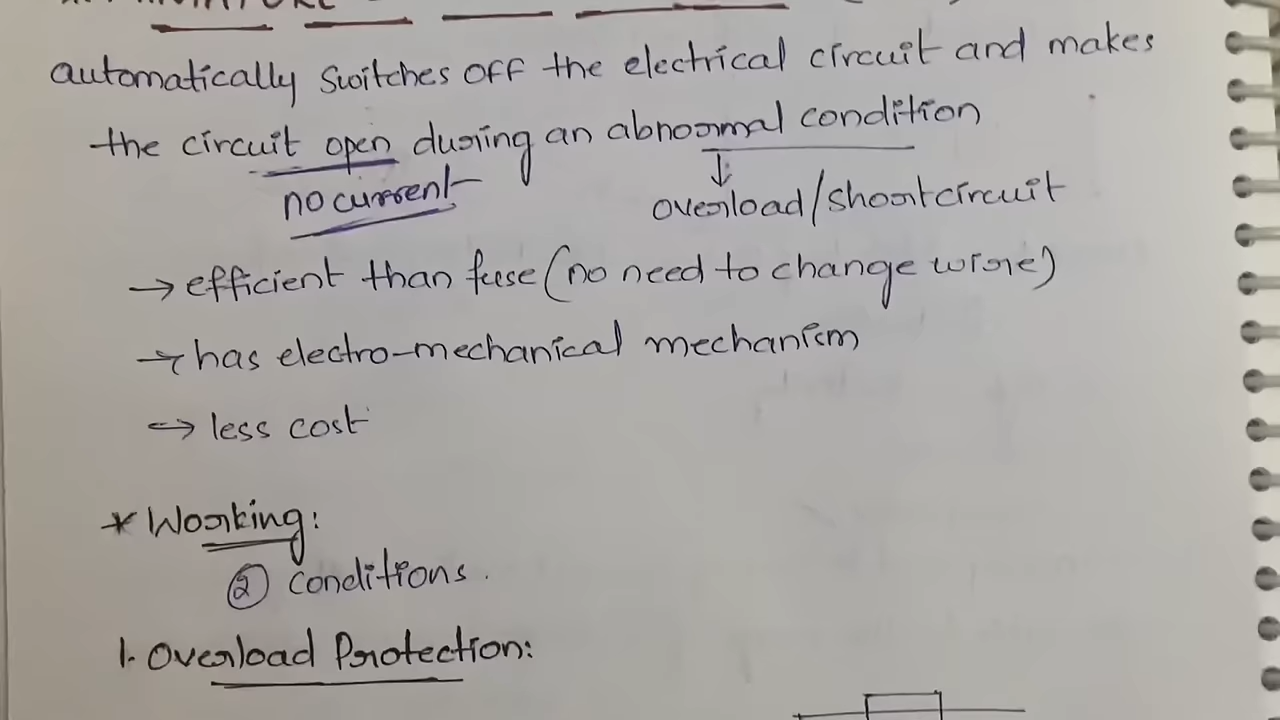 automatically switches off the electrical circuit and makes
the circuit open during an abnormal condition
no current
↓
overload/shortcircuit
→ efficient than fuse (no need to change wire)
→ has electro-mechanical mechanism
→ less cost
* Working:
② conditions.
1. Overload Protection: